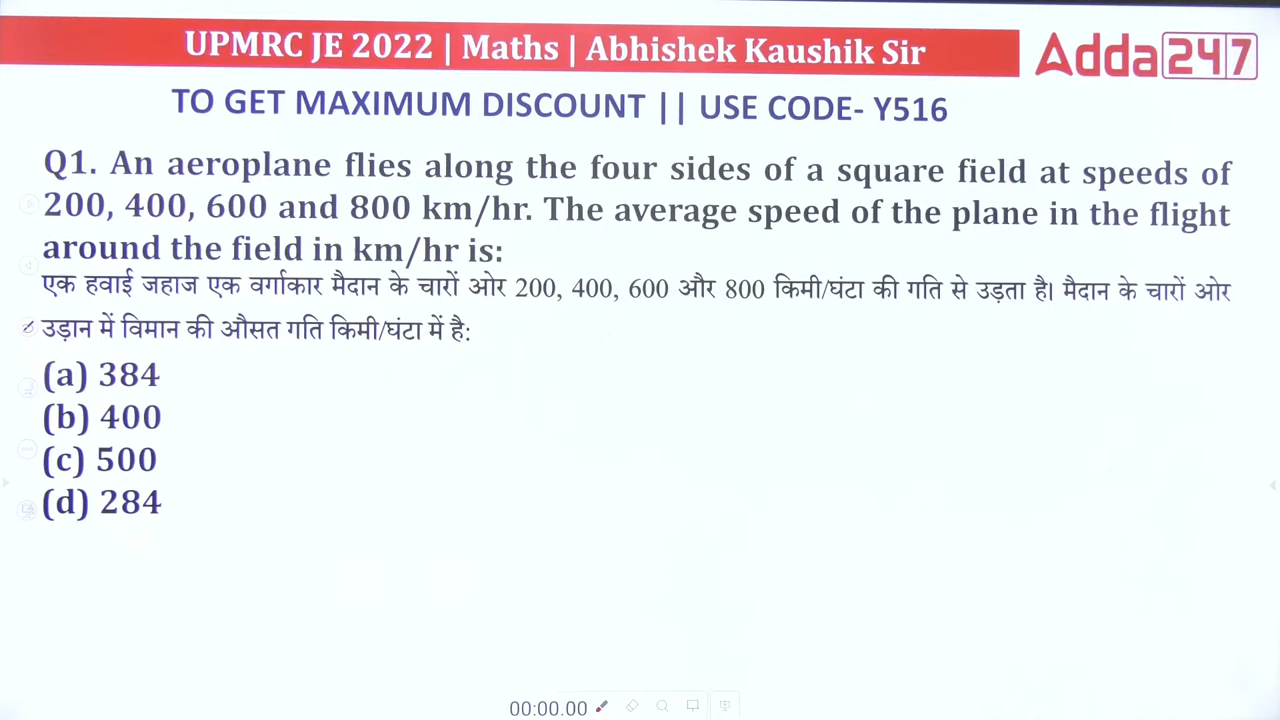 UPMRC JE 2022 | Maths | Abhishek Kaushik Sir
Adda247
TO GET MAXIMUM DISCOUNT || USE CODE- Y516
Q1. An aeroplane flies along the four sides of a square field at speeds of
200, 400, 600 and 800 km/hr. The average speed of the plane in the flight
around the field in km/hr is:
एक हवाई जहाज एक वर्गाकार मैदान के चारों ओर 200, 400, 600 और 800 किमी/घंटा की गति से उड़ता है। मैदान के चारों ओर
उड़ान में विमान की औसत गति किमी/घंटा में है:
(a) 384
(b) 400
(c) 500
(d) 284
00:00.00